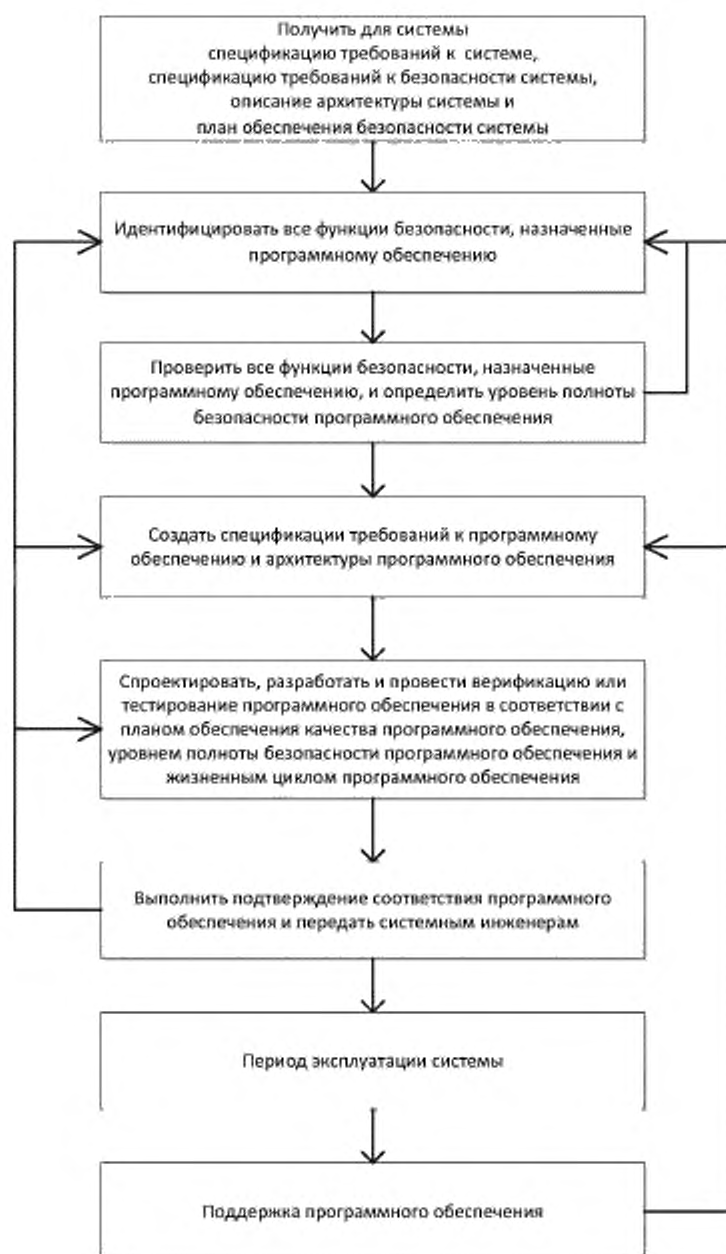 Получить для системы
спецификацию требований к системе,
спецификацию требований к безопасности системы,
описание архитектуры системы и
план обеспечения безопасности системы
Идентифицировать все функции безопасности, назначенные
программному обеспечению
Проверить все функции безопасности, назначенные
программному обеспечению, и определить уровень полноты
безопасности программного обеспечения
Создать спецификации требований к программному
обеспечению и архитектуры программного обеспечения
Спроектировать, разработать и провести верификацию или
тестирование программного обеспечения в соответствии с
планом обеспечения качества программного обеспечения,
уровнем полноты безопасности программного обеспечения и
жизненным циклом программного обеспечения
Выполнить подтверждение соответствия программного
обеспечения и передать системным инженерам
Период эксплуатации системы
Поддержка программного обеспечения